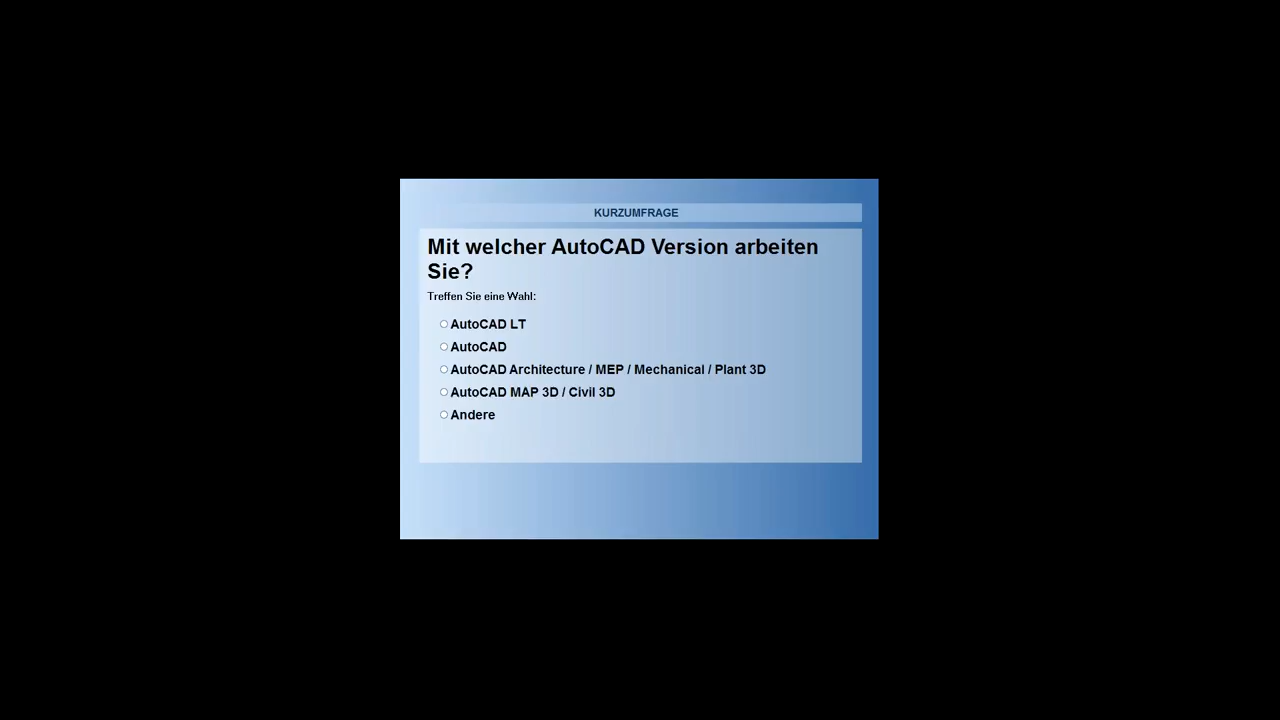 KURZUMFRAGE
Mit welcher AutoCAD Version arbeiten
Sie?
Treffen Sie eine Wahl:
AutoCAD LT
AutoCAD
AutoCAD Architecture / MEP / Mechanical / Plant 3D
AutoCAD MAP 3D / Civil 3D
Andere